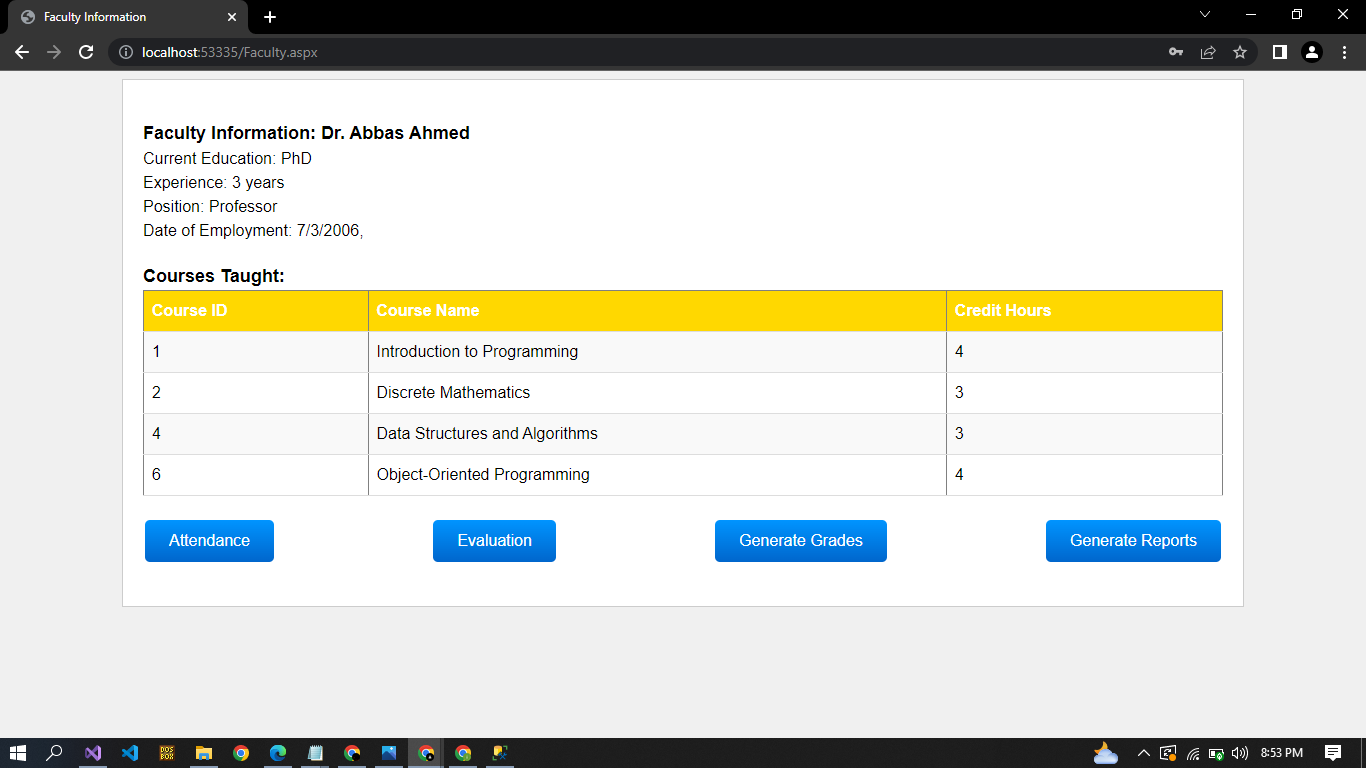 Faculty Information
localhost:53335/Faculty.aspx
Faculty Information: Dr. Abbas Ahmed
Current Education: PhD
Experience: 3 years
Position: Professor
Date of Employment: 7/3/2006,
Courses Taught:
Course ID Course Name Credit Hours
1 Introduction to Programming 4
2 Discrete Mathematics 3
4 Data Structures and Algorithms 3
6 Object-Oriented Programming 4
Attendance Evaluation Generate Grades Generate Reports
DOS BOX 8:53 PM